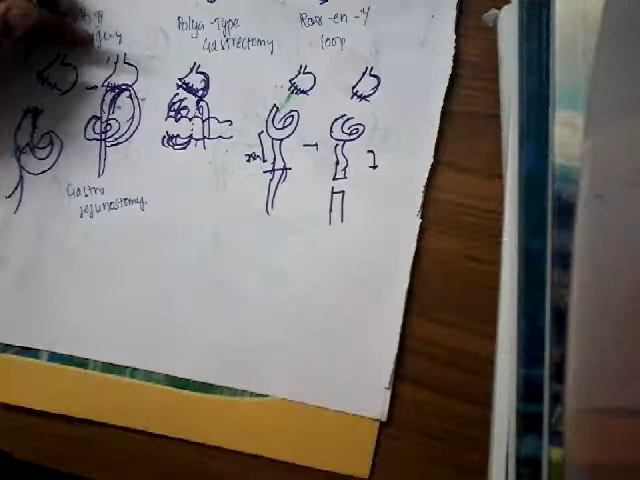 Polya-Type
Gastrectomy
Roux-en-Y
loop
Gastro
jejunostomy